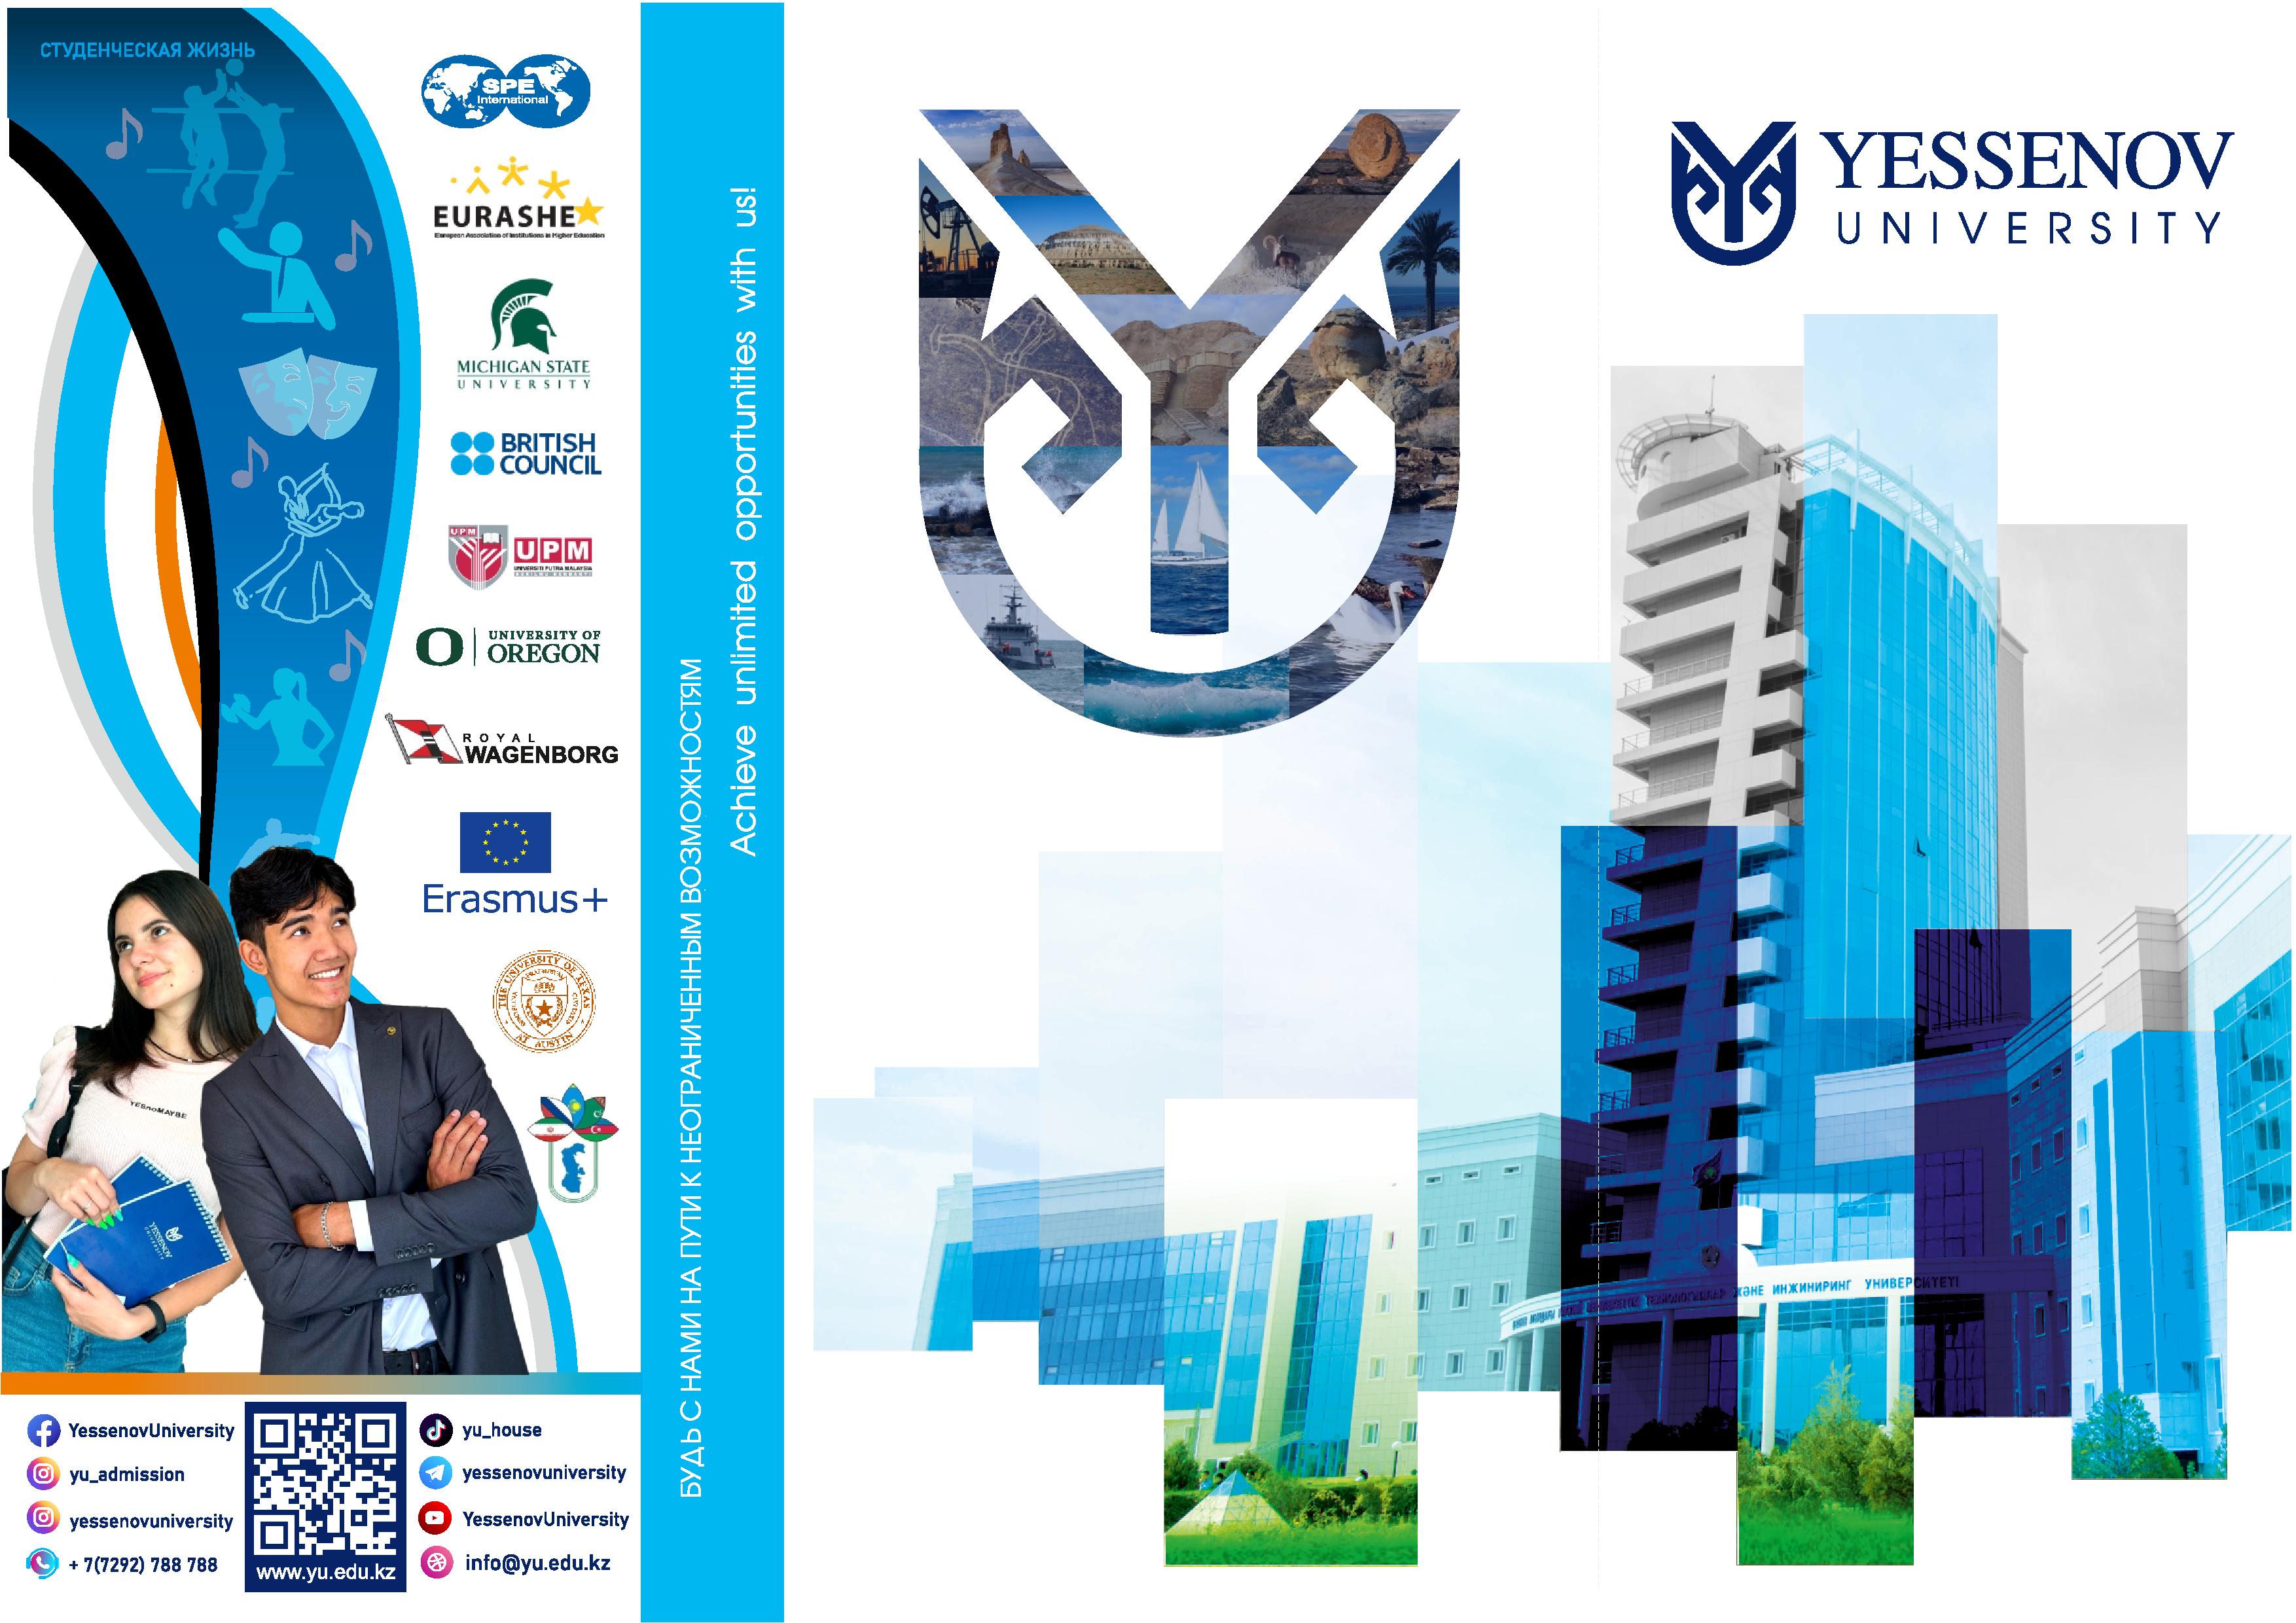 СТУДЕНЧЕСКАЯ ЖИЗНЬ
SPE
International
EURASHE
European Association of Institutions in Higher Education
MICHIGAN STATE
UNIVERSITY
BRITISH
COUNCIL
UPM
UPM
UNIVERSITI PUTRA MALAYSIA
UNIVERSITY OF
OREGON
ROYAL
WAGENBORG
Erasmus+
THE UNIVERSITY OF TEXAS
AT AUSTIN
YESnoMAYBE
YESSENOV
UNIVERSITY
YessenovUniversity
yu_admission
yessenovuniversity
+ 7(7292) 788 788
www.yu.edu.kz
yu_house
yessenovuniversity
YessenovUniversity
info@yu.edu.kz
БУДЬ С НАМИ НА ПУТИ К НЕОГРАНИЧЕННЫМ ВОЗМОЖНОСТЯМ
Achieve unlimited opportunities with us!
YESSENOV
UNIVERSITY
ТЕХНОЛОГИЯЛАР ЖӘНЕ ИНЖИНИРИНГ УНИВЕРСИТЕТІ